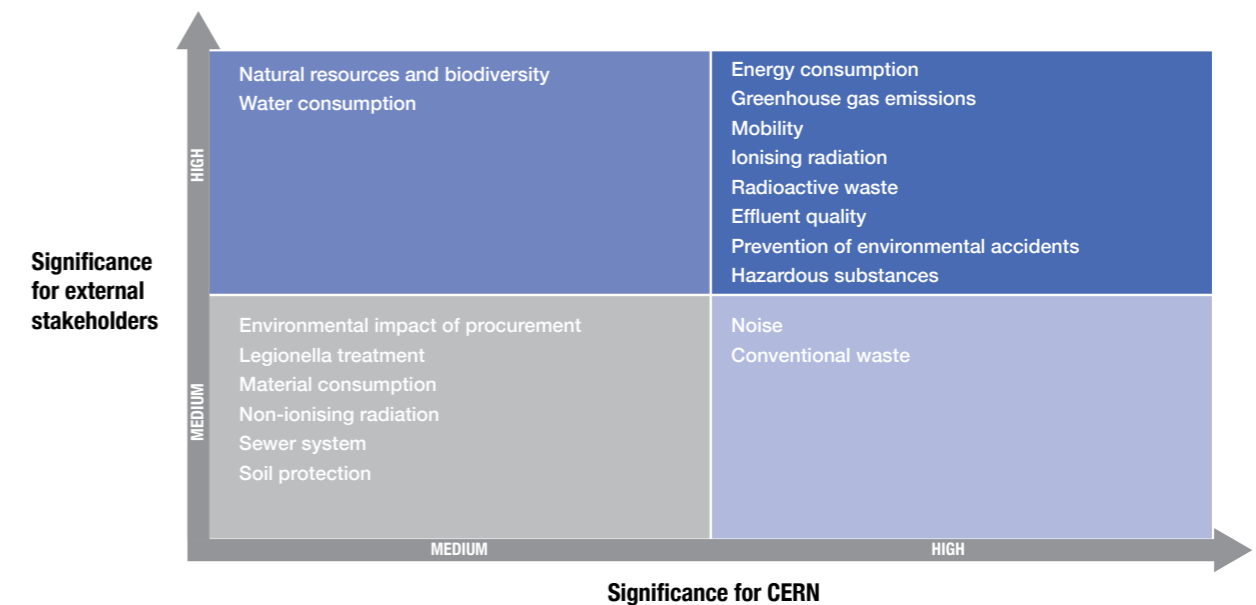 Significance
for external
stakeholders
HIGH
MEDIUM
Natural resources and biodiversity
Water consumption
Energy consumption
Greenhouse gas emissions
Mobility
Ionising radiation
Radioactive waste
Effluent quality
Prevention of environmental accidents
Hazardous substances
Environmental impact of procurement
Legionella treatment
Material consumption
Non-ionising radiation
Sewer system
Soil protection
Noise
Conventional waste
MEDIUM
HIGH
Significance for CERN